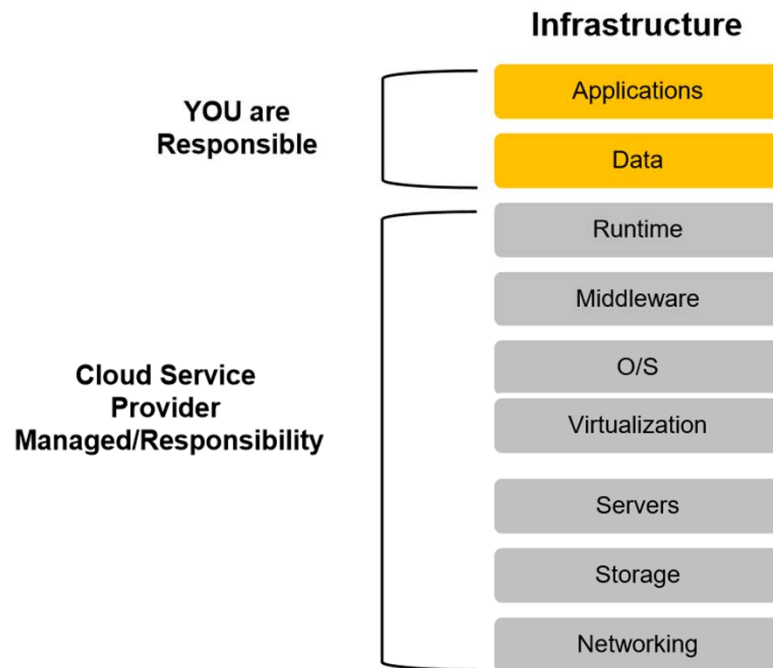 Infrastructure
YOU are
Responsible
Applications
Data
Cloud Service
Provider
Managed/Responsibility
Runtime
Middleware
O/S
Virtualization
Servers
Storage
Networking